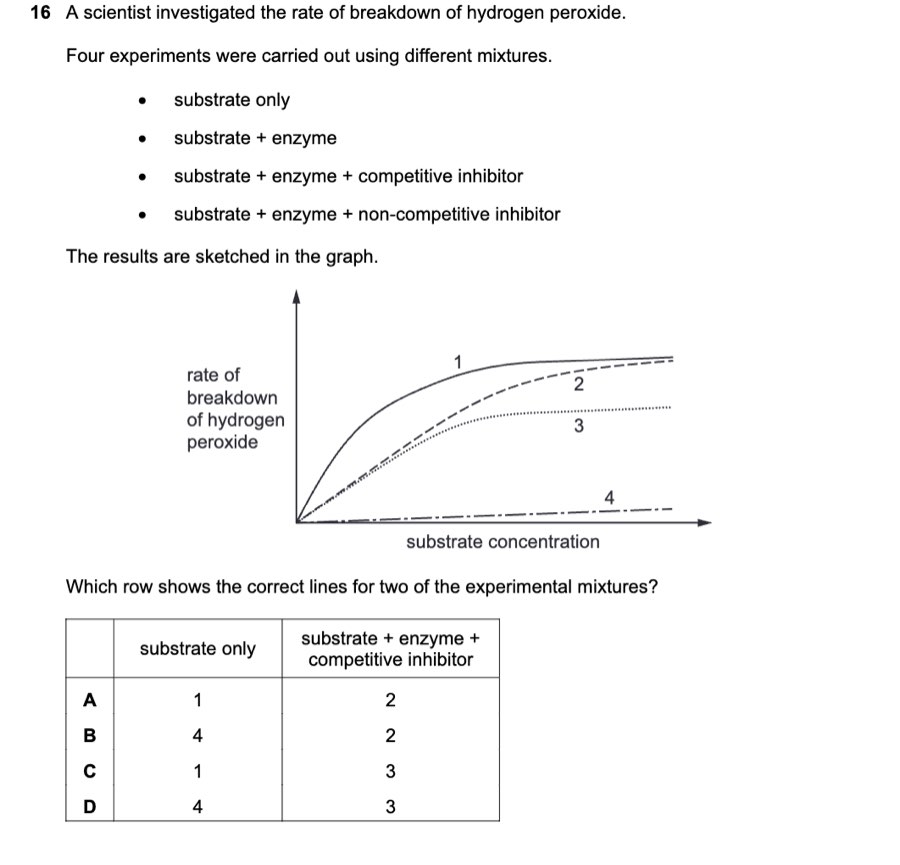 16 A scientist investigated the rate of breakdown of hydrogen peroxide.
Four experiments were carried out using different mixtures.
• substrate only
• substrate + enzyme
• substrate + enzyme + competitive inhibitor
• substrate + enzyme + non-competitive inhibitor
The results are sketched in the graph.
rate of
breakdown
of hydrogen
peroxide
1
2
3
4
substrate concentration
Which row shows the correct lines for two of the experimental mixtures?
substrate only
substrate + enzyme +
competitive inhibitor
A 1 2
B 4 2
C 1 3
D 4 3